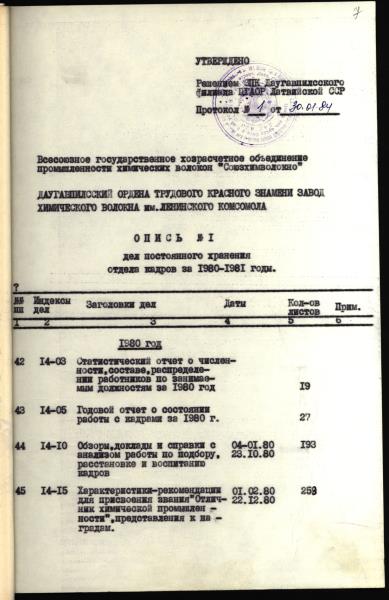 7
УТВЕРЖДЕНО
Решением ЭПК Даугавпилсского
филиала ЦГАОР Латвийской ССР
Протокол № 1 от 30.01.84
Всесоюзное государственное хозрасчетное объединение
промышленности химических волокон "Союзхимволокно"
ДАУГАВПИЛССКИЙ ОРДЕНА ТРУДОВОГО КРАСНОГО ЗНАМЕНИ ЗАВОД
ХИМИЧЕСКОГО ВОЛОКНА им.ЛЕНИНСКОГО КОМСОМОЛА
О П И С Ь №I
дел постоянного хранения
отдела кадров за 1980-1981 годы.
?
№№ пп Индексы дел Заголовки дел Даты Кол-ов листов Прим.
1 2 3 4 5 6
1980 год
42 I4-03 Статистический отчет о числен-
ности,составе,распределе-
нии работников по занимае-
мым должностям за 1980 год I9
43 I4-05 Годовой отчет о состоянии
работы с кадрами за 1980 г. 27
44 I4-I0 Обзоры,доклады и справки с 04-01.80 I93
анализом работы по подбору, 23.10.80
расстановке и воспитанию
кадров
45 I4-I5 Характеристики-рекомендации 01.02.80 253
для присвоения звания"Отлич- 22.12.80
ник химической промышлен -
ности",представления к на -
градам.